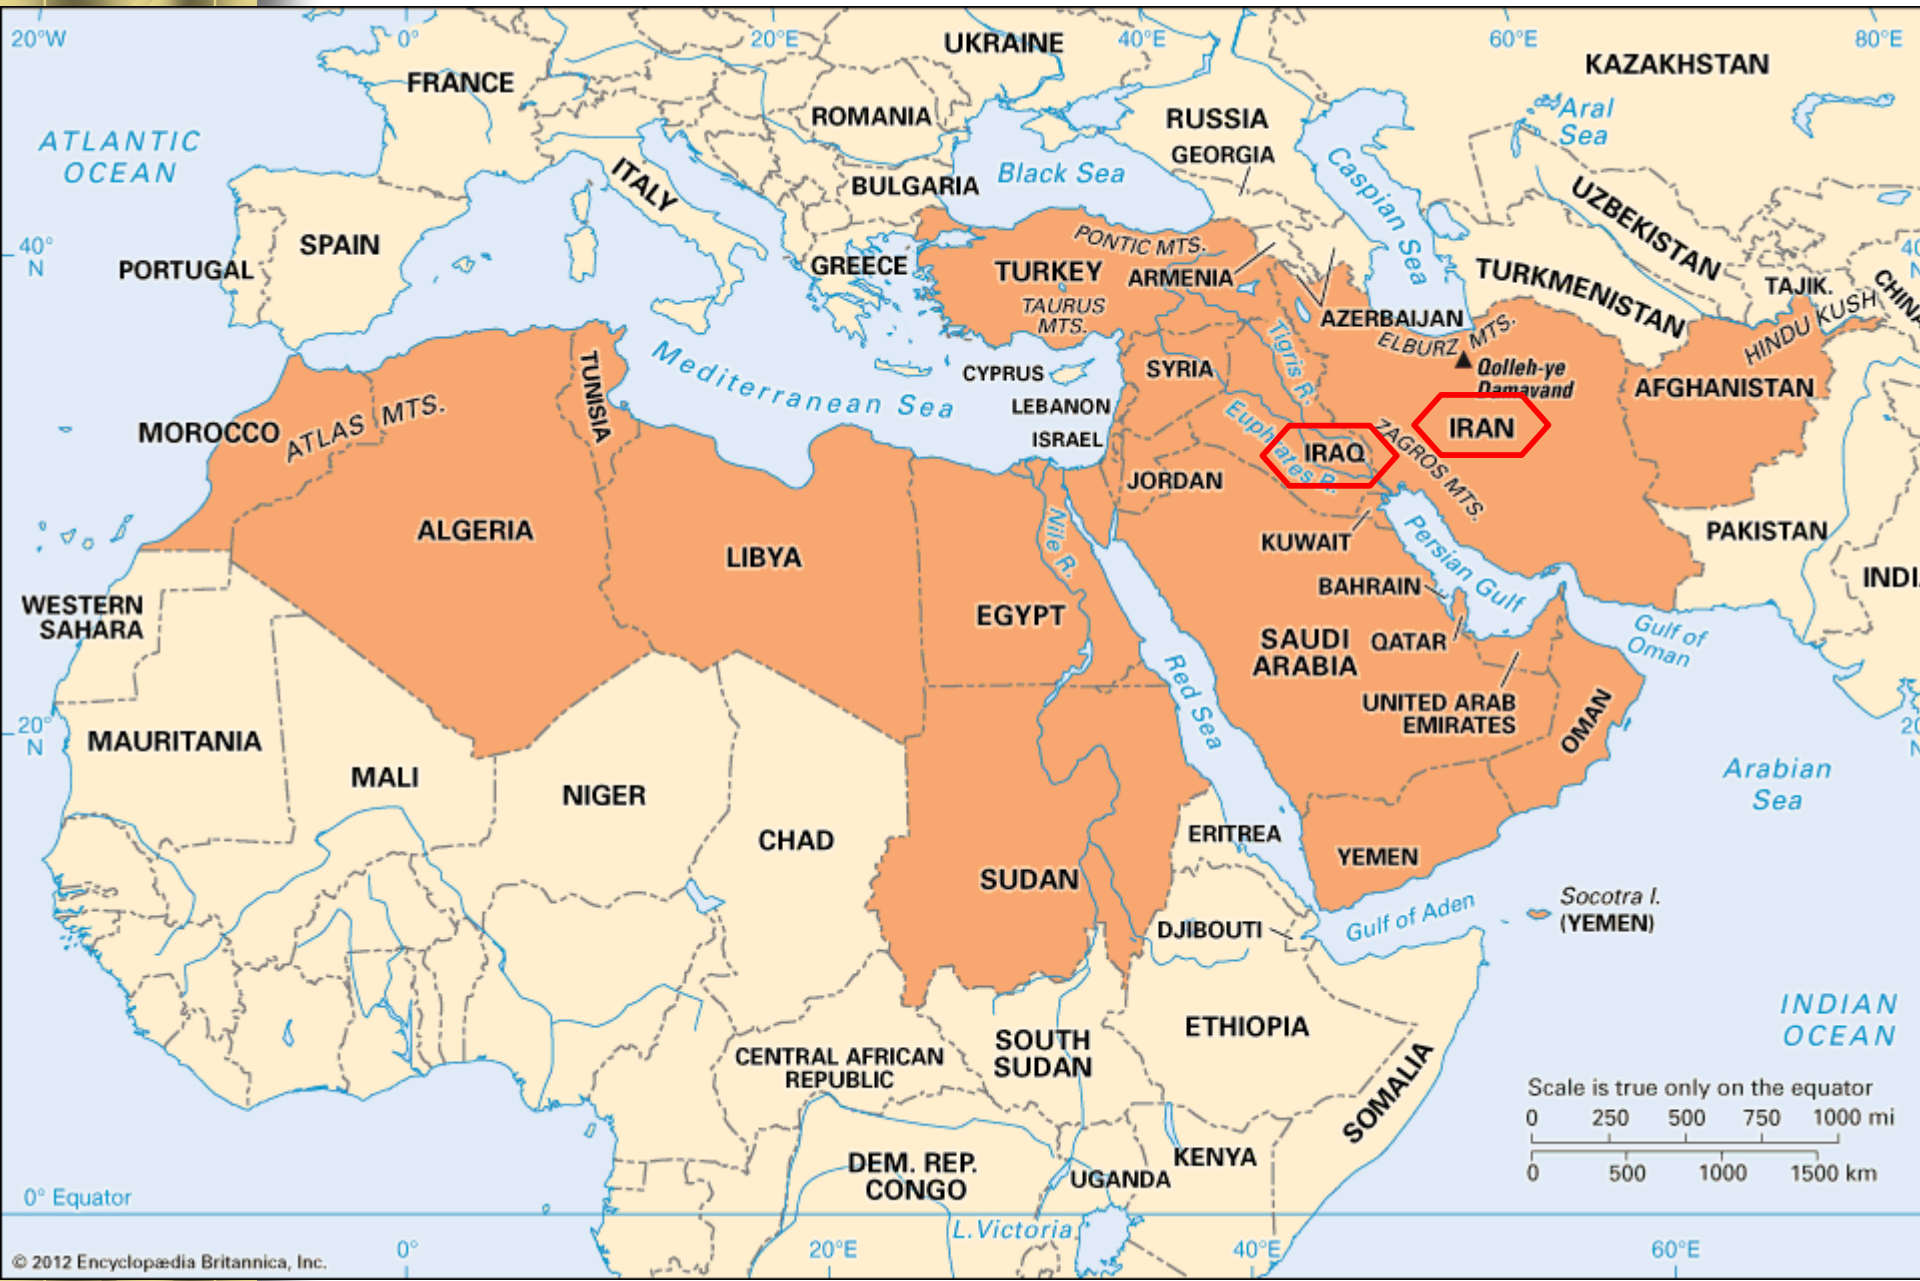 20°W
0°
20°E
40°E
60°E
80°E
UKRAINE
KAZAKHSTAN
FRANCE
ROMANIA
RUSSIA
Aral
Sea
ATLANTIC
OCEAN
GEORGIA
Black Sea
Caspian Sea
ITALY
BULGARIA
UZBEKISTAN
40°
N
SPAIN
PORTUGAL
GREECE
PONTIC MTS.
TURKEY
ARMENIA
TAURUS
MTS.
AZERBAIJAN
TURKMENISTAN
TAJIK.
CHINA
40
N
HINDU KUSH
ELBURZ MTS.
Qolleh-ye
Damavand
TUNISIA
Mediterranean Sea
CYPRUS
SYRIA
Tigris R.
AFGHANISTAN
LEBANON
ISRAEL
Euphrates R.
IRAQ
IRAN
ZAGROS MTS.
MOROCCO
ATLAS MTS.
JORDAN
ALGERIA
LIBYA
Nile R.
KUWAIT
Persian Gulf
PAKISTAN
INDI
BAHRAIN
WESTERN
SAHARA
EGYPT
SAUDI
ARABIA
QATAR
Gulf of
Oman
Red Sea
UNITED ARAB
EMIRATES
OMAN
20°
N
20
N
MAURITANIA
MALI
NIGER
CHAD
Arabian
Sea
ERITREA
YEMEN
SUDAN
Socotra I.
(YEMEN)
DJIBOUTI
Gulf of Aden
INDIAN
OCEAN
ETHIOPIA
SOUTH
SUDAN
CENTRAL AFRICAN
REPUBLIC
SOMALIA
Scale is true only on the equator
0 250 500 750 1000 mi
0 500 1000 1500 km
DEM. REP.
CONGO
UGANDA
KENYA
0° Equator
L.Victoria
© 2012 Encyclopædia Britannica, Inc.
0°
20°E
40°E
60°E